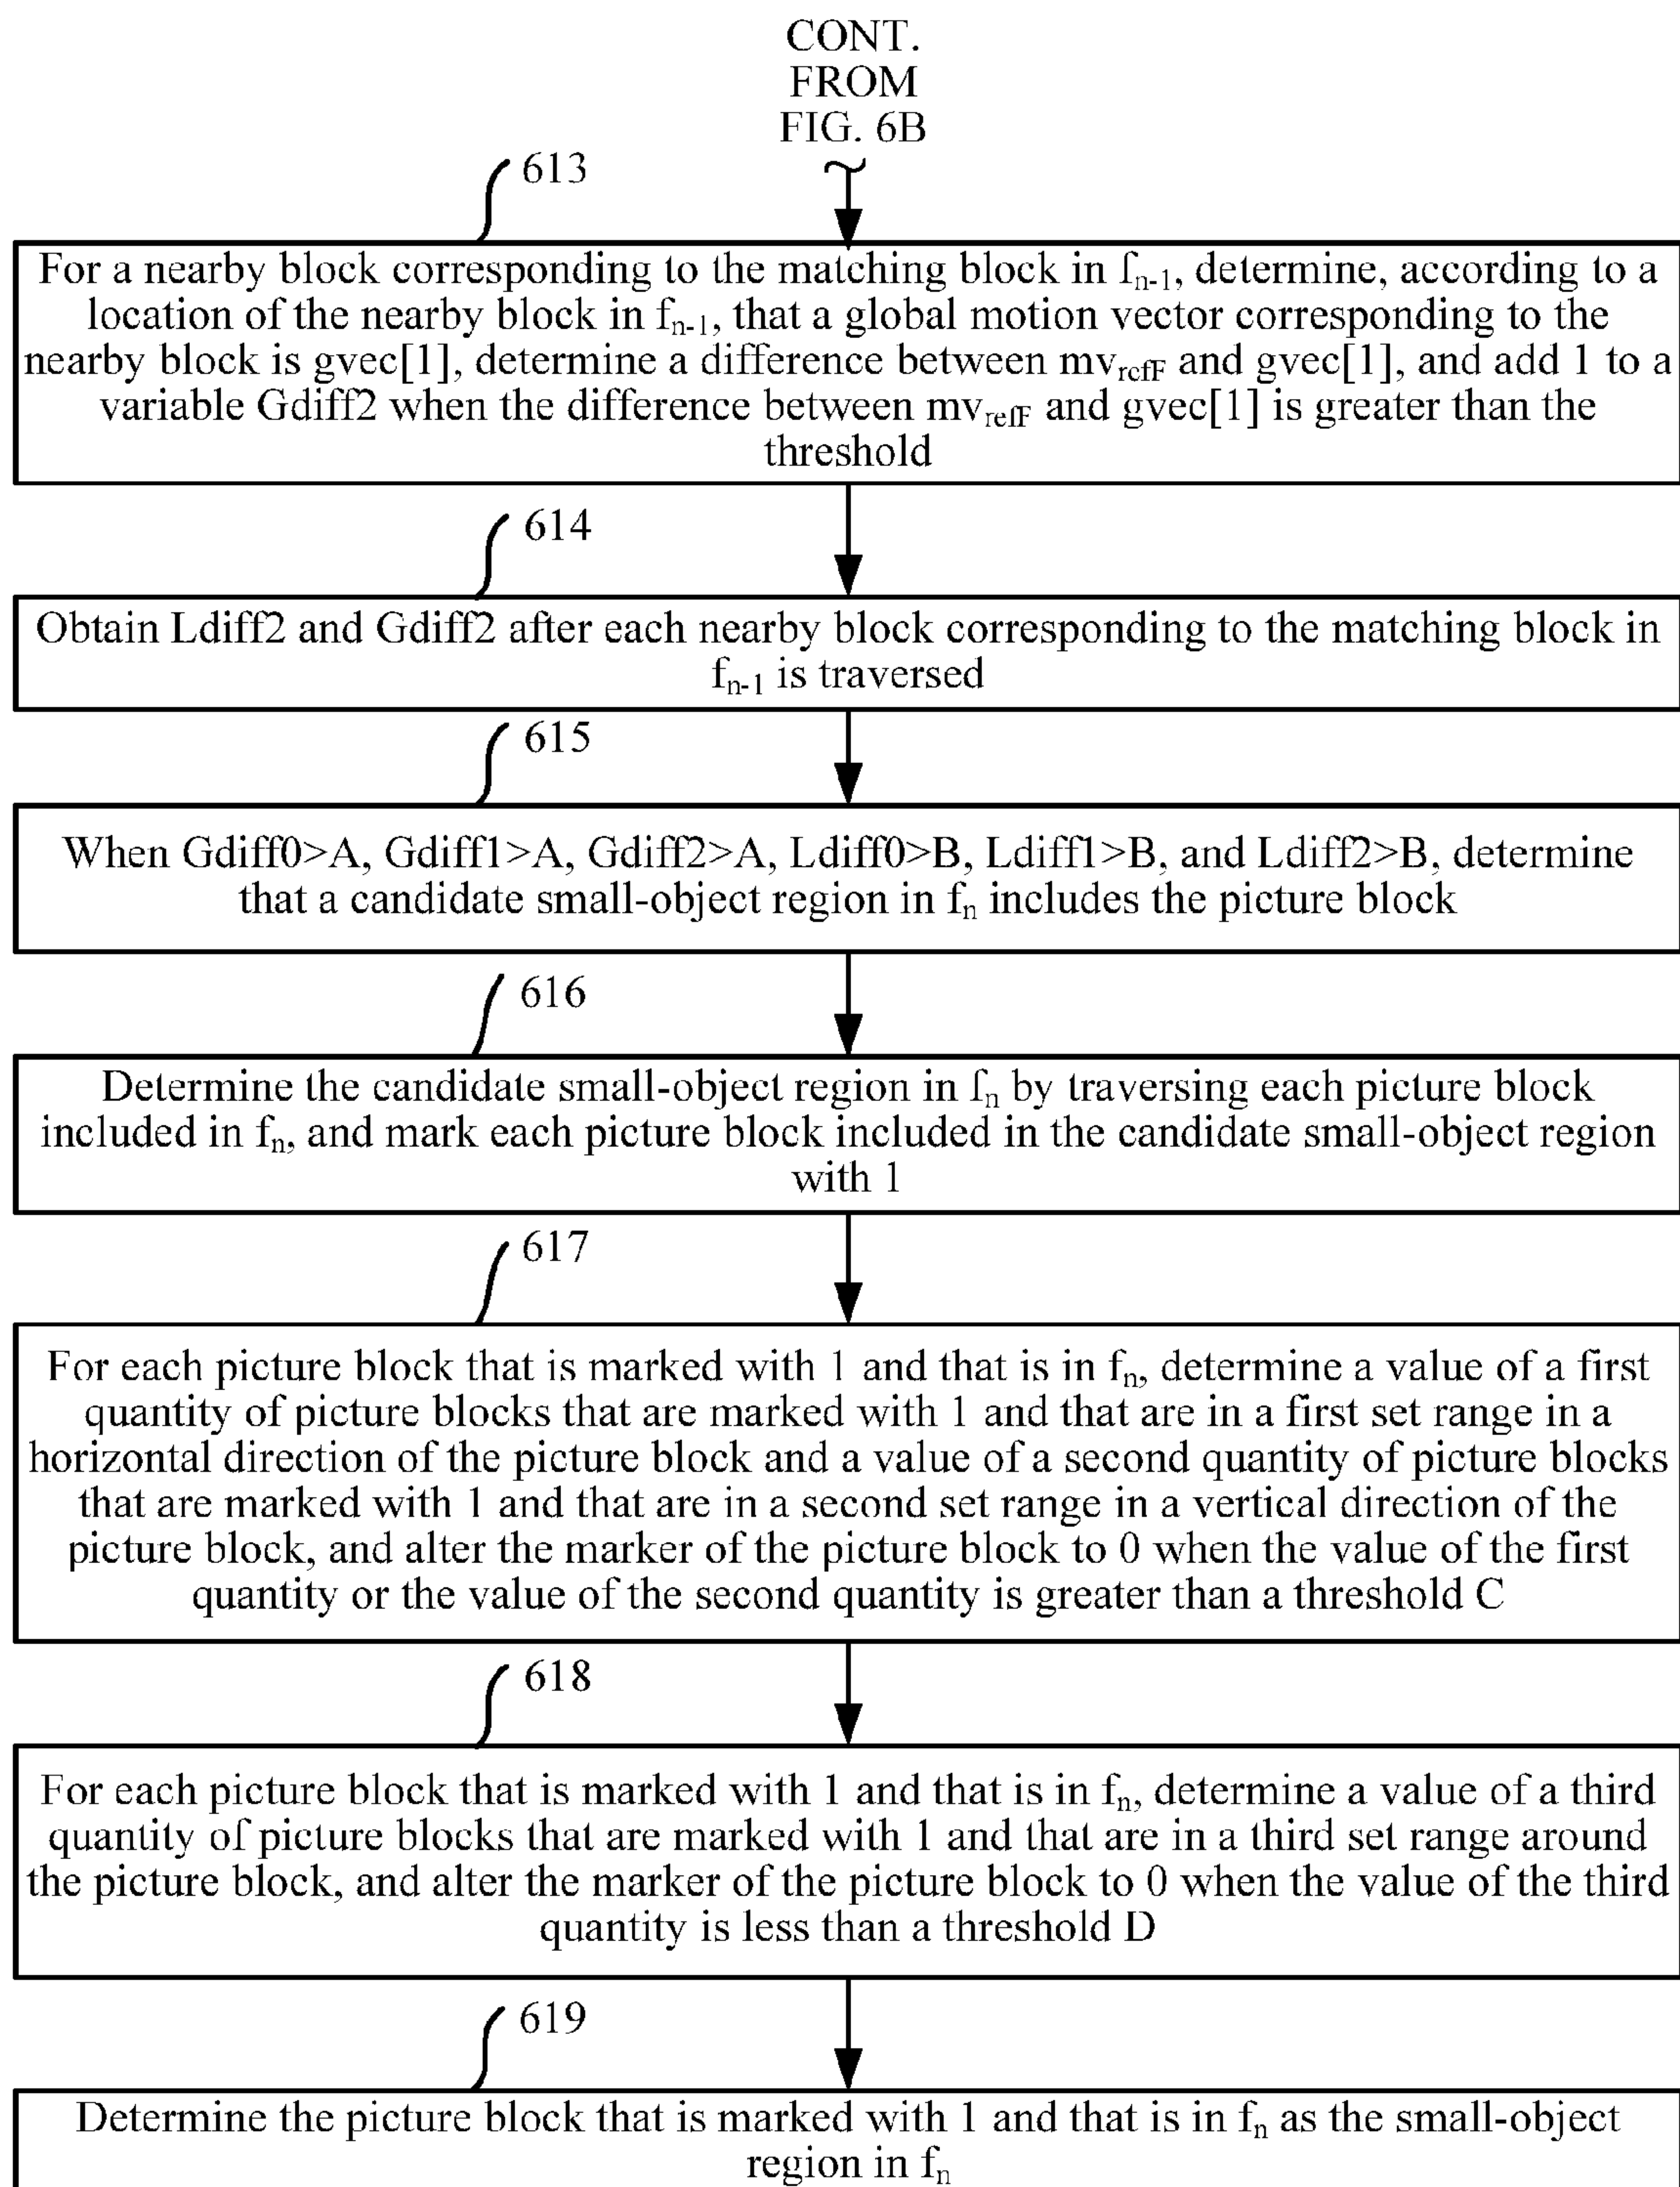 CONT.
FROM
FIG. 6B
613
For a nearby block corresponding to the matching block in fₙ₋₁, determine, according to a
location of the nearby block in fₙ₋₁, that a global motion vector corresponding to the
nearby block is gvec[1], determine a difference between mv_refF and gvec[1], and add 1 to a
variable Gdiff2 when the difference between mv_refF and gvec[1] is greater than the
threshold
614
Obtain Ldiff2 and Gdiff2 after each nearby block corresponding to the matching block in
fₙ₋₁ is traversed
615
When Gdiff0>A, Gdiff1>A, Gdiff2>A, Ldiff0>B, Ldiff1>B, and Ldiff2>B, determine
that a candidate small-object region in fₙ includes the picture block
616
Determine the candidate small-object region in fₙ by traversing each picture block
included in fₙ, and mark each picture block included in the candidate small-object region
with 1
617
For each picture block that is marked with 1 and that is in fₙ, determine a value of a first
quantity of picture blocks that are marked with 1 and that are in a first set range in a
horizontal direction of the picture block and a value of a second quantity of picture blocks
that are marked with 1 and that are in a second set range in a vertical direction of the
picture block, and alter the marker of the picture block to 0 when the value of the first
quantity or the value of the second quantity is greater than a threshold C
618
For each picture block that is marked with 1 and that is in fₙ, determine a value of a third
quantity of picture blocks that are marked with 1 and that are in a third set range around
the picture block, and alter the marker of the picture block to 0 when the value of the third
quantity is less than a threshold D
619
Determine the picture block that is marked with 1 and that is in fₙ as the small-object
region in fₙ